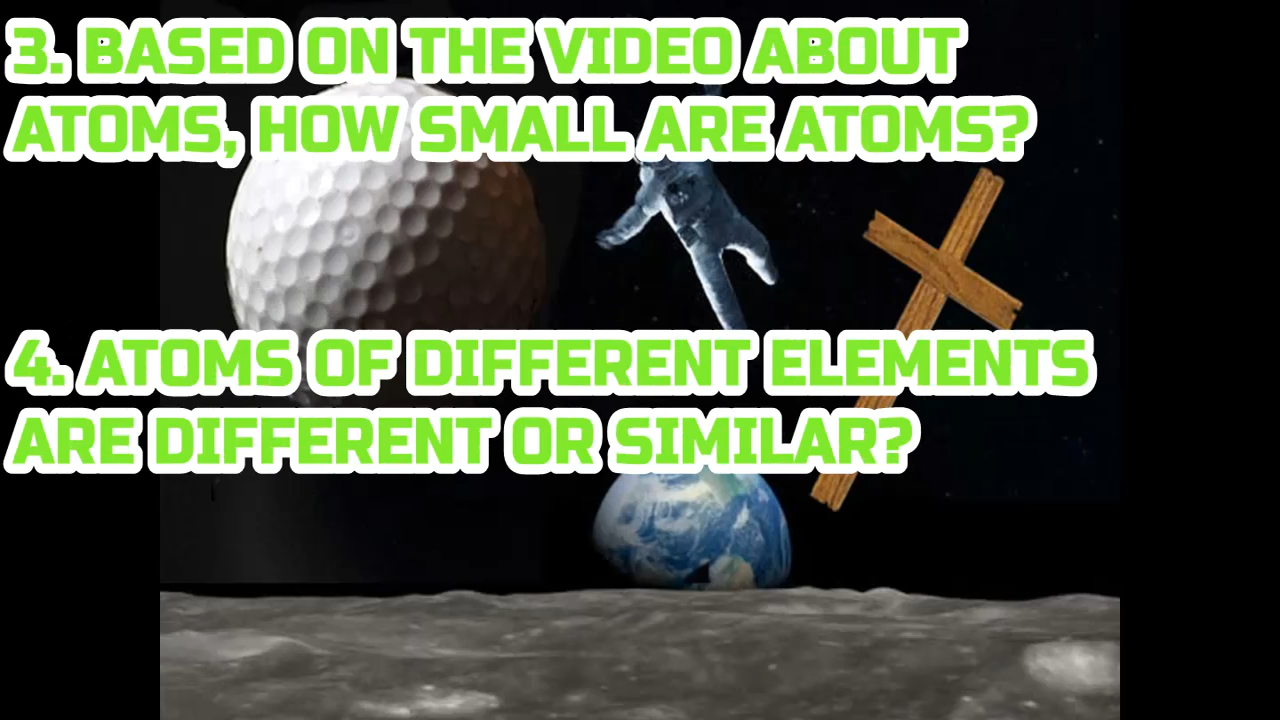 3. BASED ON THE VIDEO ABOUT
ATOMS, HOW SMALL ARE ATOMS?
4. ATOMS OF DIFFERENT ELEMENTS
ARE DIFFERENT OR SIMILAR?